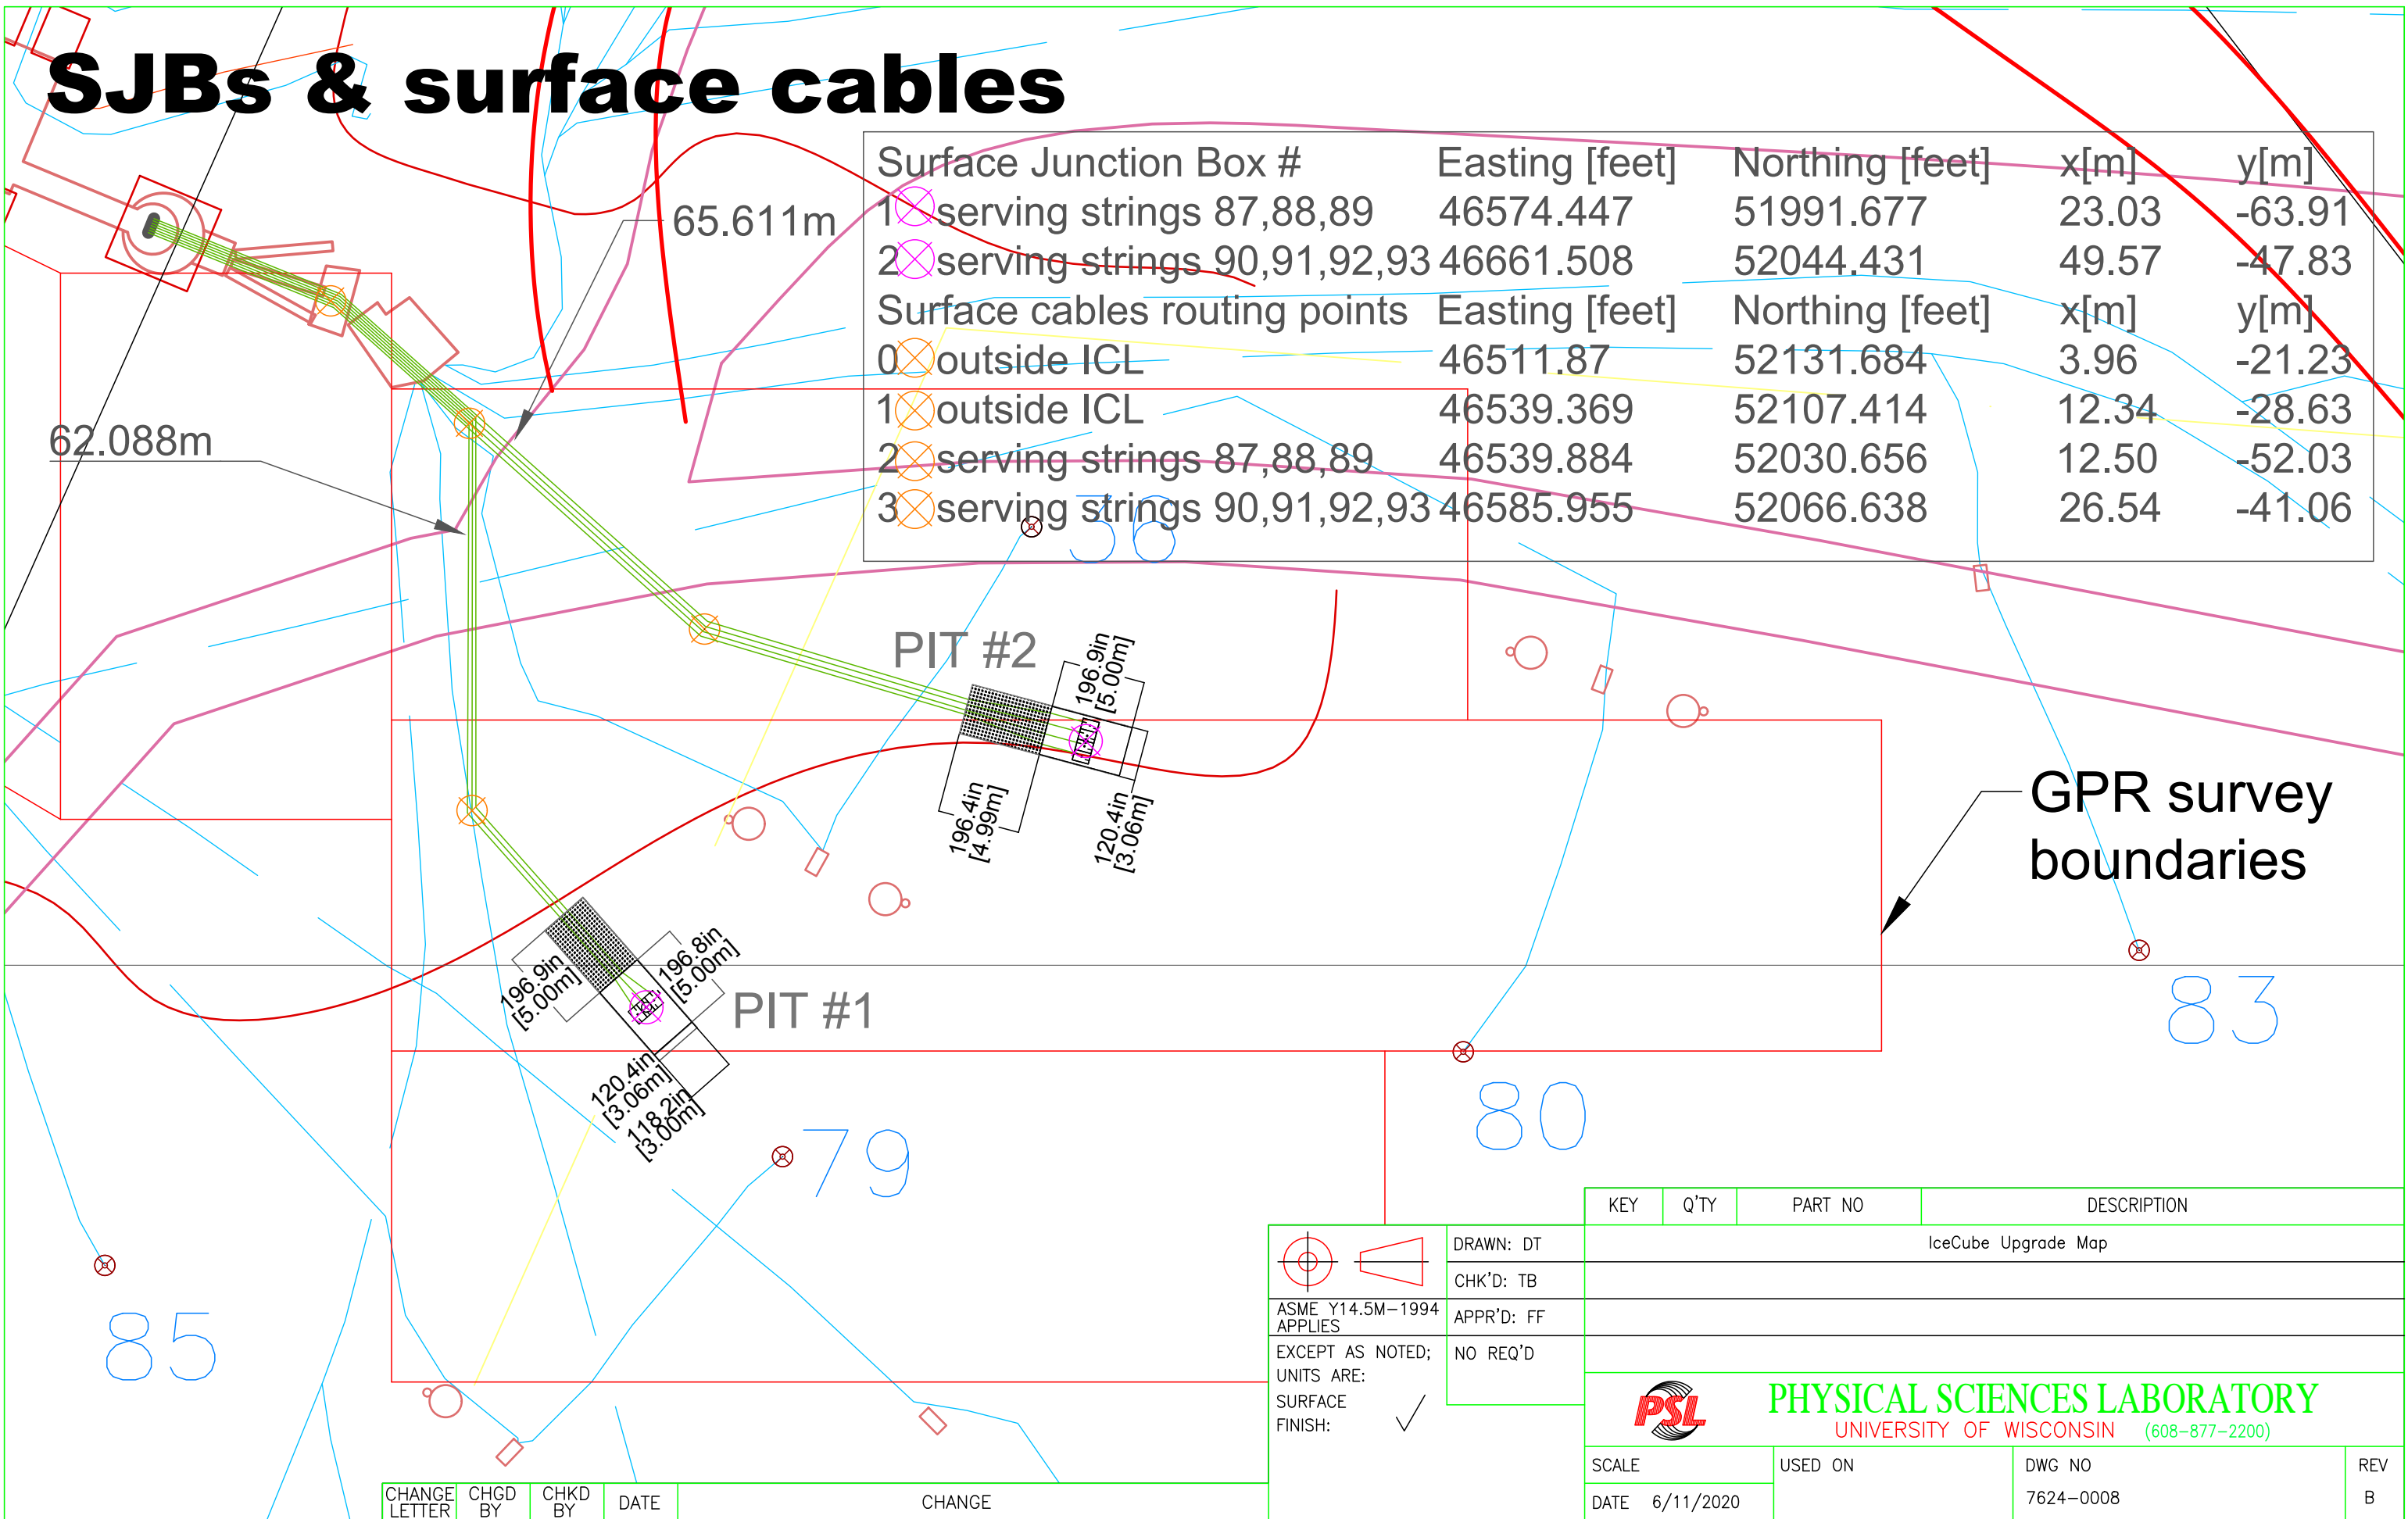 SJBs & surface cables
Surface Junction Box # Easting [feet] Northing [feet] x[m] y[m]
1 serving strings 87,88,89 46574.447 51991.677 23.03 -63.91
2 serving strings 90,91,92,93 46661.508 52044.431 49.57 -47.83
Surface cables routing points Easting [feet] Northing [feet] x[m] y[m]
0 outside ICL 46511.87 52131.684 3.96 -21.23
1 outside ICL 46539.369 52107.414 12.34 -28.63
2 serving strings 87,88,89 46539.884 52030.656 12.50 -52.03
3 serving strings 90,91,92,93 46585.955 52066.638 26.54 -41.06
65.611m
62.088m
36
PIT #2
196.9in
[5.00m]
196.4in
[4.99m]
120.4in
[3.06m]
GPR survey
boundaries
196.9in
[5.00m]
196.8in
[5.00m]
PIT #1
120.4in
[3.06m]
118.2in
[3.00m]
83
80
79
85
KEY Q'TY PART NO DESCRIPTION
IceCube Upgrade Map
DRAWN: DT
CHK'D: TB
ASME Y14.5M-1994
APPLIES
APPR'D: FF
EXCEPT AS NOTED;
UNITS ARE:
NO REQ'D
SURFACE
FINISH:
PSL
PHYSICAL SCIENCES LABORATORY
UNIVERSITY OF WISCONSIN (608-877-2200)
SCALE USED ON DWG NO REV
DATE 6/11/2020 7624-0008 B
CHANGE
LETTER
CHGD
BY
CHKD
BY
DATE
CHANGE